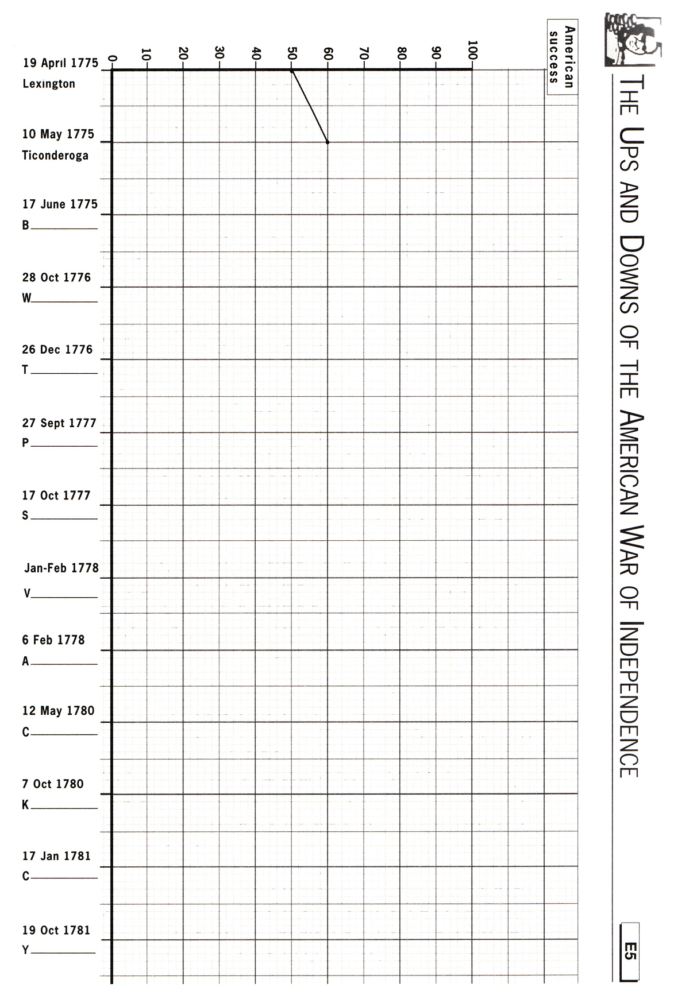 THE UPS AND DOWNS OF THE AMERICAN WAR OF INDEPENDENCE
E5
American
success
100
90
80
70
60
50
40
30
20
10
0
19 April 1775
Lexington
10 May 1775
Ticonderoga
17 June 1775
B
28 Oct 1776
W
26 Dec 1776
T
27 Sept 1777
P
17 Oct 1777
S
Jan-Feb 1778
V
6 Feb 1778
A
12 May 1780
C
7 Oct 1780
K
17 Jan 1781
C
19 Oct 1781
Y